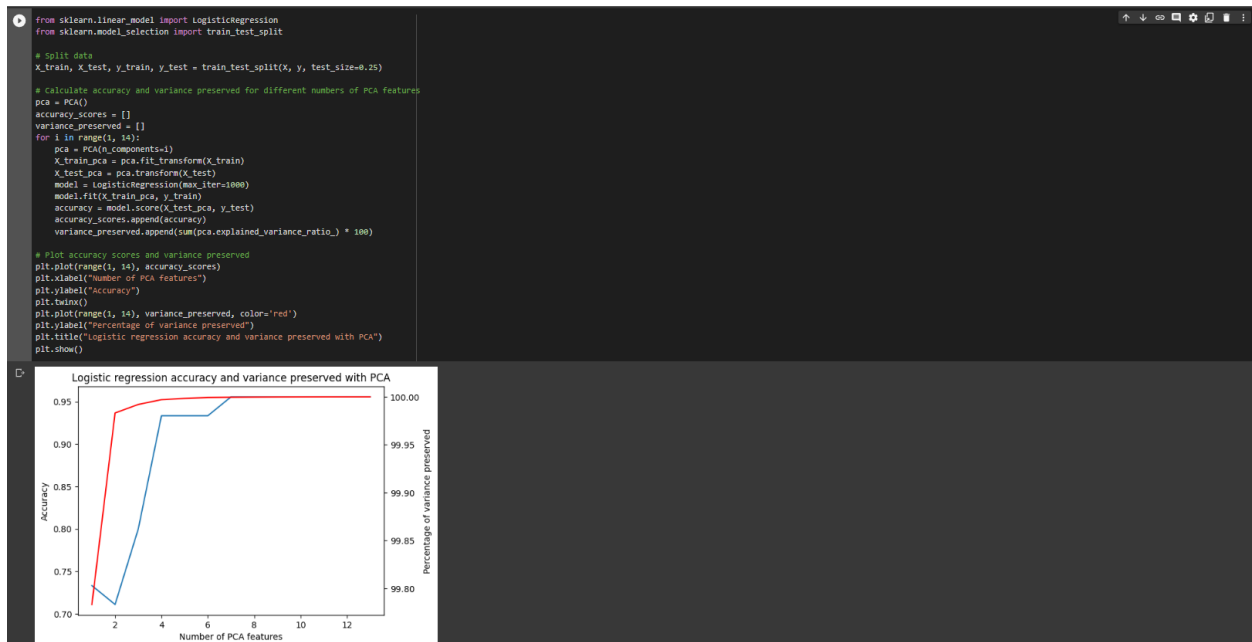 from sklearn.linear_model import LogisticRegression
from sklearn.model_selection import train_test_split
# Split data
X_train, X_test, y_train, y_test = train_test_split(X, y, test_size=0.25)
# Calculate accuracy and variance preserved for different numbers of PCA features
pca = PCA()
accuracy_scores = []
variance_preserved = []
for i in range(1, 14):
    pca = PCA(n_components=i)
    X_train_pca = pca.fit_transform(X_train)
    X_test_pca = pca.transform(X_test)
    model = LogisticRegression(max_iter=1000)
    model.fit(X_train_pca, y_train)
    accuracy = model.score(X_test_pca, y_test)
    accuracy_scores.append(accuracy)
    variance_preserved.append(sum(pca.explained_variance_ratio_) * 100)
# Plot accuracy scores and variance preserved
plt.plot(range(1, 14), accuracy_scores)
plt.xlabel("Number of PCA features")
plt.ylabel("Accuracy")
plt.twinx()
plt.plot(range(1, 14), variance_preserved, color='red')
plt.ylabel("Percentage of variance preserved")
plt.title("Logistic regression accuracy and variance preserved with PCA")
plt.show()
Logistic regression accuracy and variance preserved with PCA
0.95
0.90
0.85
0.80
0.75
0.70
Accuracy
100.00
99.95
99.90
99.85
99.80
Percentage of variance preserved
2 4 6 8 10 12
Number of PCA features